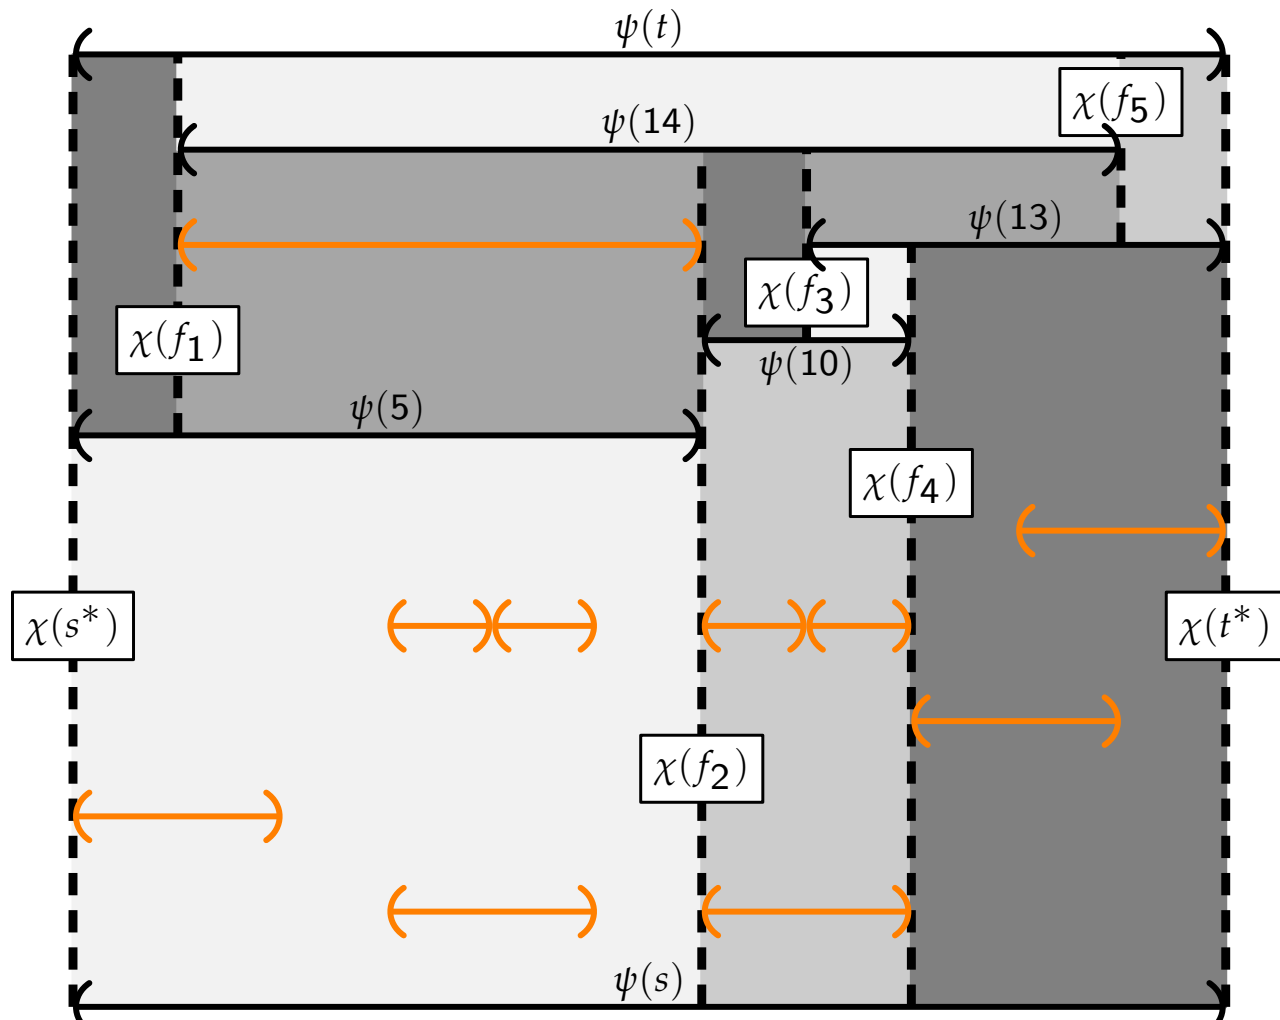 ψ(t)
χ(f₅)
ψ(14)
ψ(13)
χ(f₃)
χ(f₁)
ψ(10)
ψ(5)
χ(f₄)
χ(s*)
χ(t*)
χ(f₂)
ψ(s)